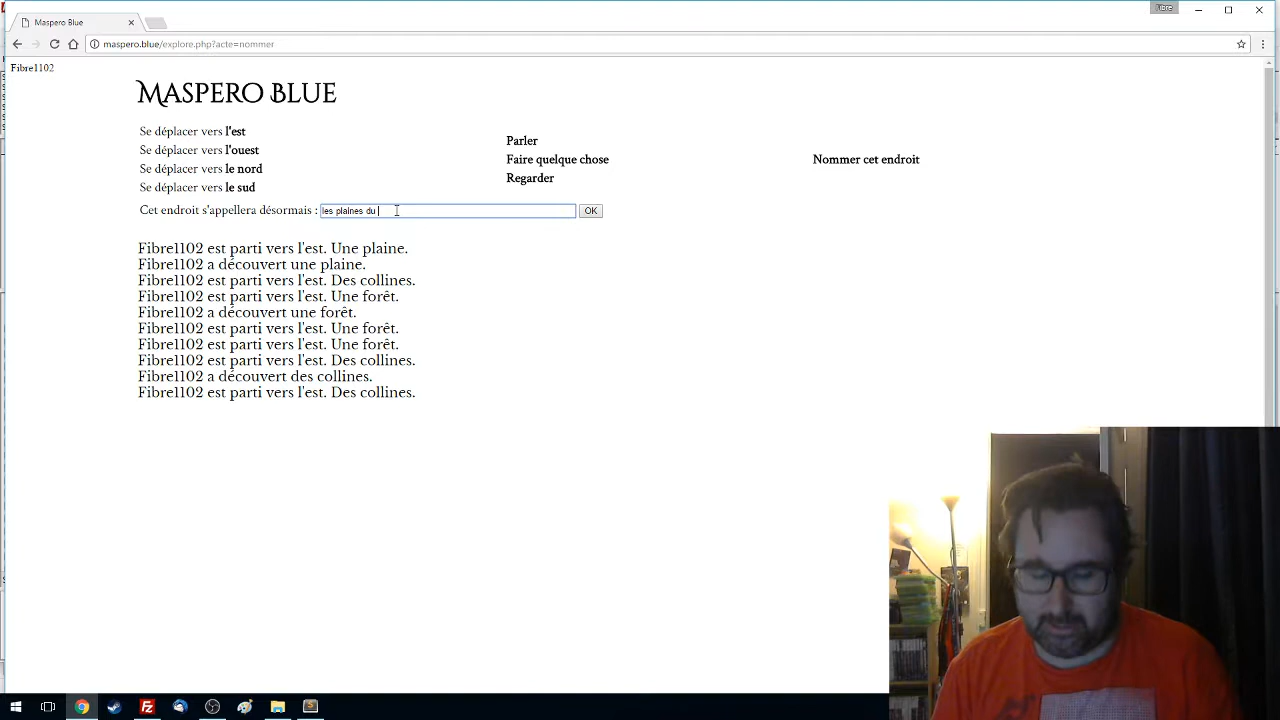 Fibre
Maspero Blue
maspero.blue/explore.php?acte=nommer
Fibre1102
Maspero Blue
Se déplacer vers l'est
Se déplacer vers l'ouest
Se déplacer vers le nord
Se déplacer vers le sud
Parler
Faire quelque chose
Regarder
Nommer cet endroit
Cet endroit s'appellera désormais : les plaines du OK
Fibre1102 est parti vers l'est. Une plaine.
Fibre1102 a découvert une plaine.
Fibre1102 est parti vers l'est. Des collines.
Fibre1102 est parti vers l'est. Une forêt.
Fibre1102 a découvert une forêt.
Fibre1102 est parti vers l'est. Une forêt.
Fibre1102 est parti vers l'est. Une forêt.
Fibre1102 est parti vers l'est. Des collines.
Fibre1102 a découvert des collines.
Fibre1102 est parti vers l'est. Des collines.